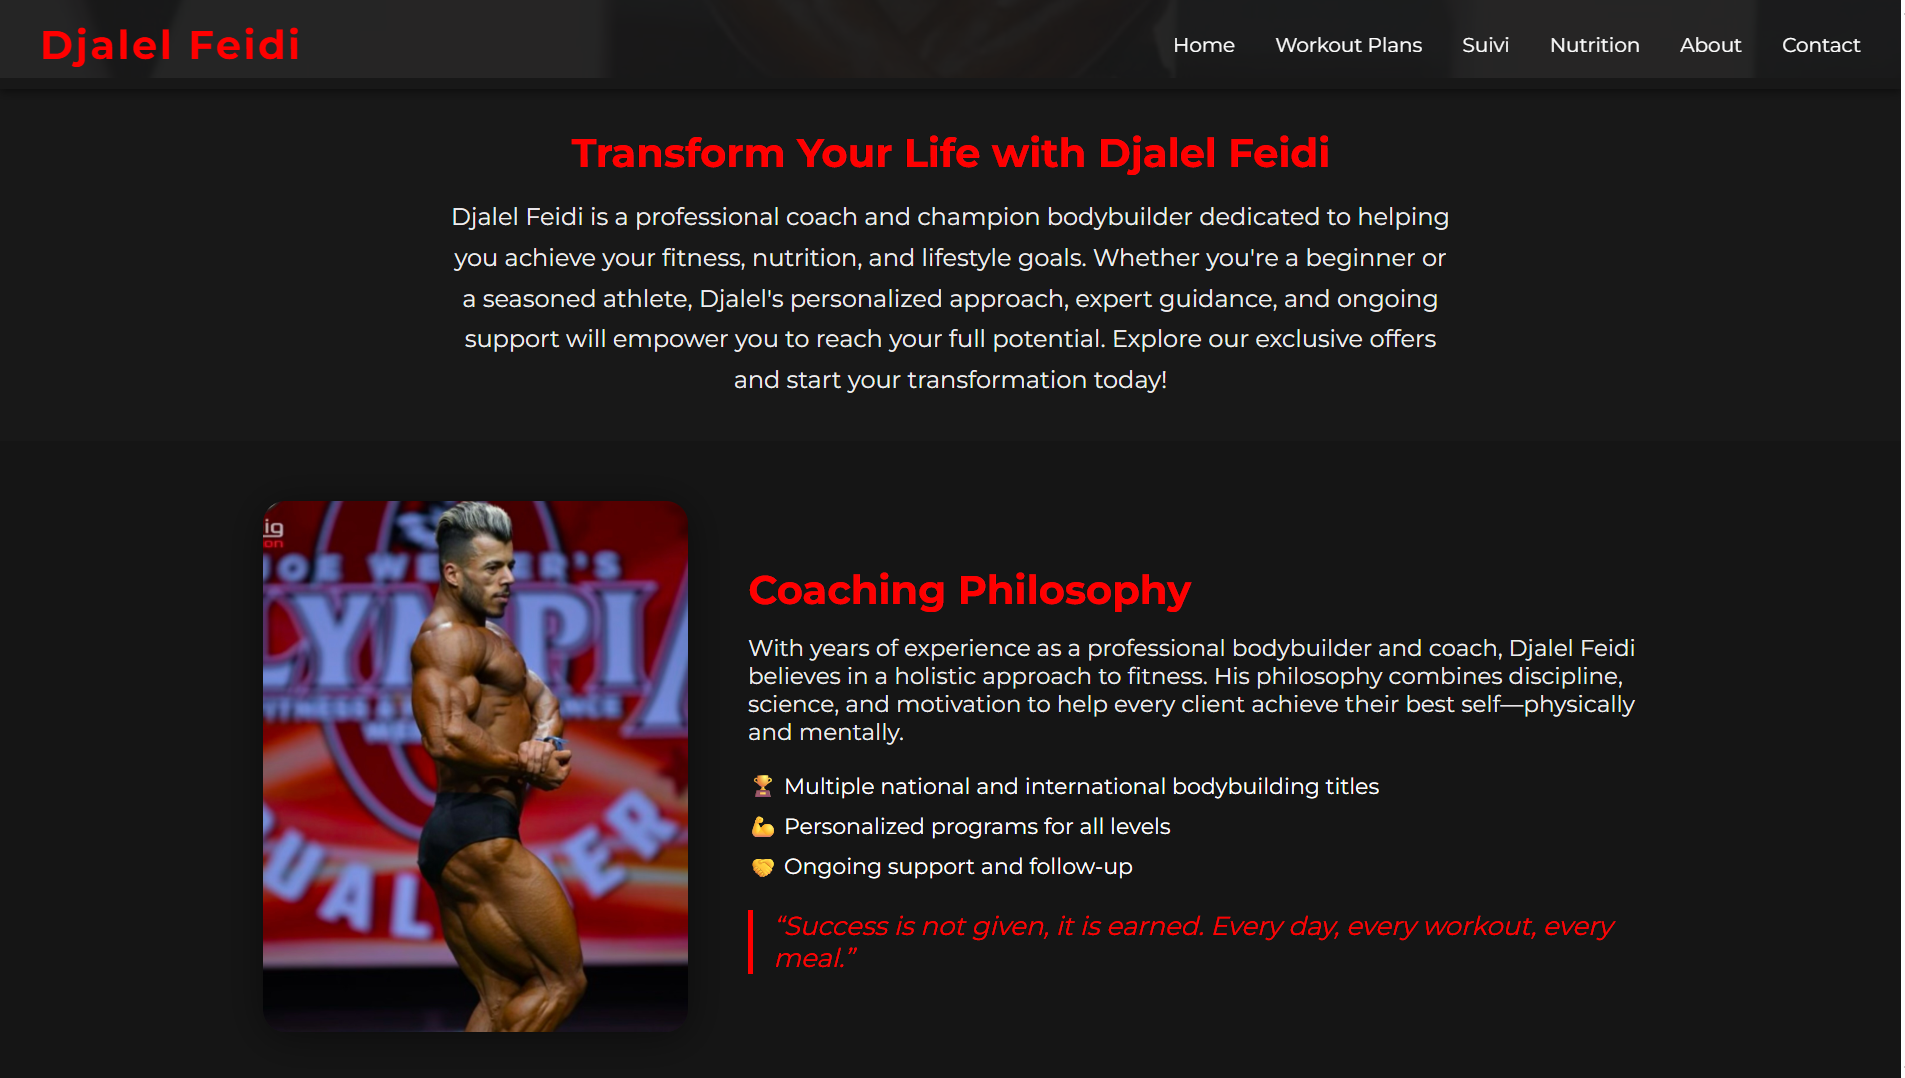 Djalel Feidi
Home Workout Plans Suivi Nutrition About Contact
Transform Your Life with Djalel Feidi
Djalel Feidi is a professional coach and champion bodybuilder dedicated to helping
you achieve your fitness, nutrition, and lifestyle goals. Whether you're a beginner or
a seasoned athlete, Djalel's personalized approach, expert guidance, and ongoing
support will empower you to reach your full potential. Explore our exclusive offers
and start your transformation today!
ig
on
JOE WE ER'S
LYMPIA
Coaching Philosophy
With years of experience as a professional bodybuilder and coach, Djalel Feidi
believes in a holistic approach to fitness. His philosophy combines discipline,
science, and motivation to help every client achieve their best self—physically
and mentally.
🏆 Multiple national and international bodybuilding titles
💪 Personalized programs for all levels
🤝 Ongoing support and follow-up
“Success is not given, it is earned. Every day, every workout, every
meal.”